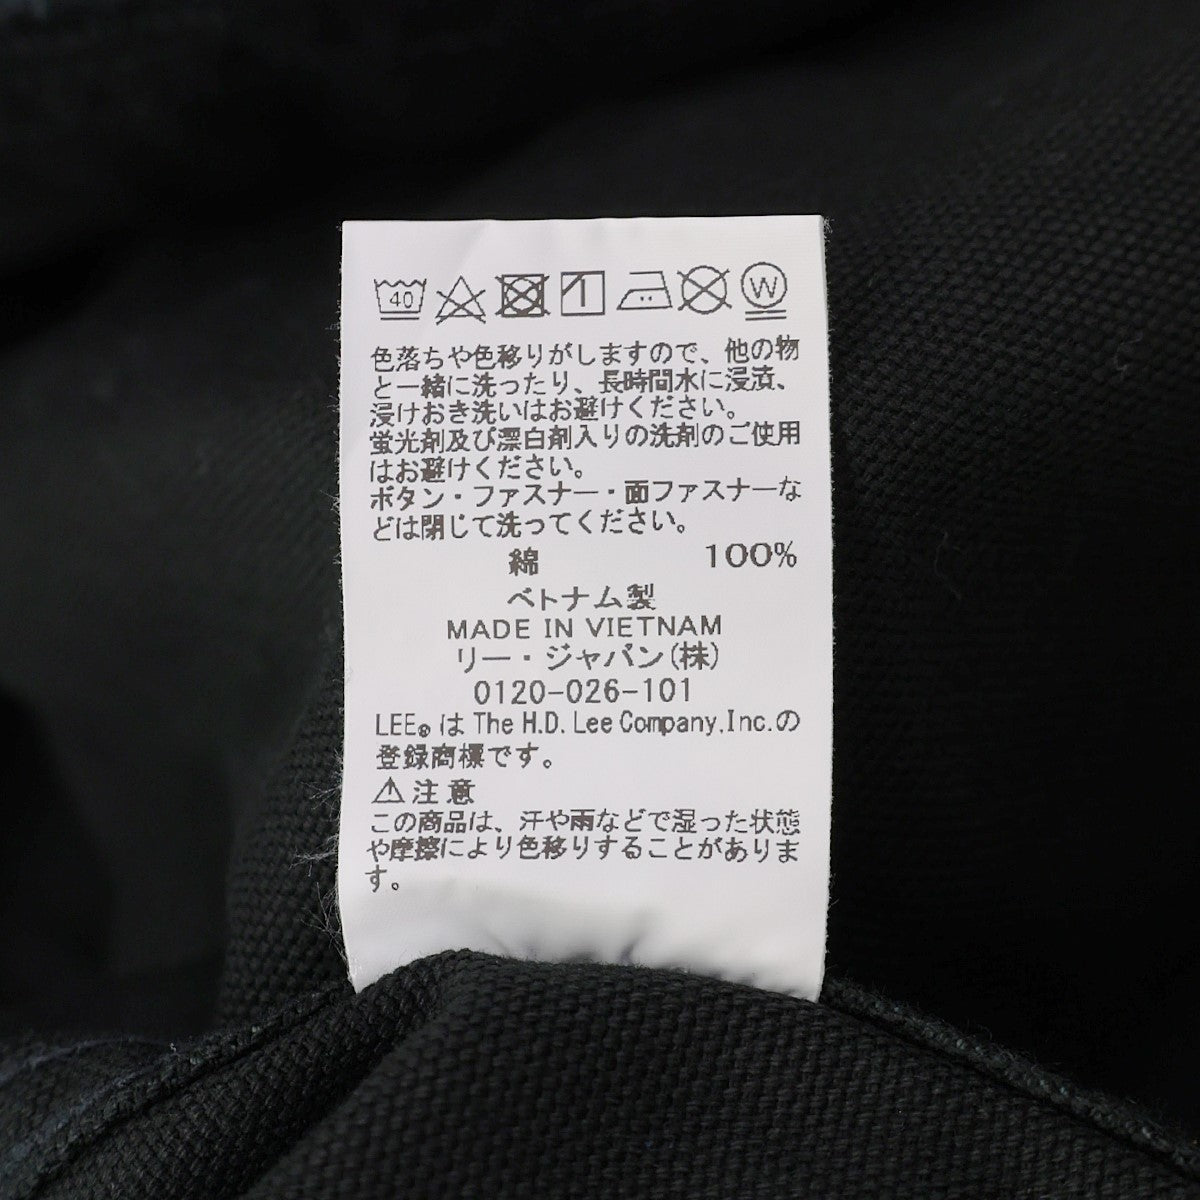 40 W
色落ちや色移りがしますので、他の物
と一緒に洗ったり、長時間水に浸漬、
浸けおき洗いはお避けください。
蛍光剤及び漂白剤入りの洗剤のご使用
はお避けください。
ボタン・ファスナー・面ファスナーな
どは閉じて洗ってください。
綿 100%
ベトナム製
MADE IN VIETNAM
リー・ジャパン(株)
0120-026-101
LEE®は The H.D. Lee Company,Inc.の
登録商標です。
⚠注意
この商品は、汗や雨などで湿った状態
や摩擦により色移りすることがありま
す。